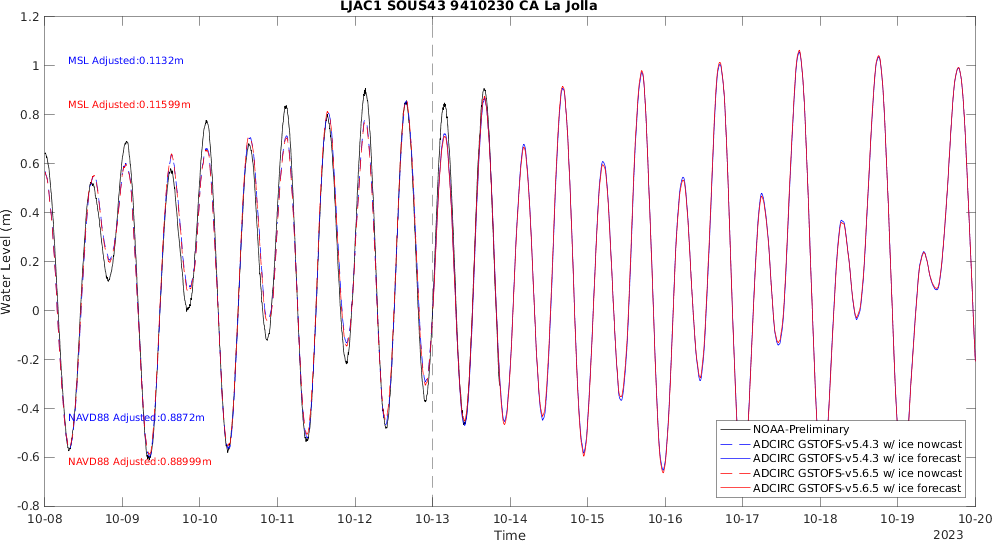 LJAC1 SOUS43 9410230 CA La Jolla
1.2
1
0.8
0.6
0.4
0.2
0
-0.2
-0.4
-0.6
-0.8
Water Level (m)
MSL Adjusted:0.1132m
MSL Adjusted:0.11599m
NAVD88 Adjusted:0.8872m
NAVD88 Adjusted:0.88999m
NOAA-Preliminary
ADCIRC GSTOFS-v5.4.3 w/ ice nowcast
ADCIRC GSTOFS-v5.4.3 w/ ice forecast
ADCIRC GSTOFS-v5.6.5 w/ ice nowcast
ADCIRC GSTOFS-v5.6.5 w/ ice forecast
10-08 10-09 10-10 10-11 10-12 10-13 10-14 10-15 10-16 10-17 10-18 10-19 10-20
Time
2023